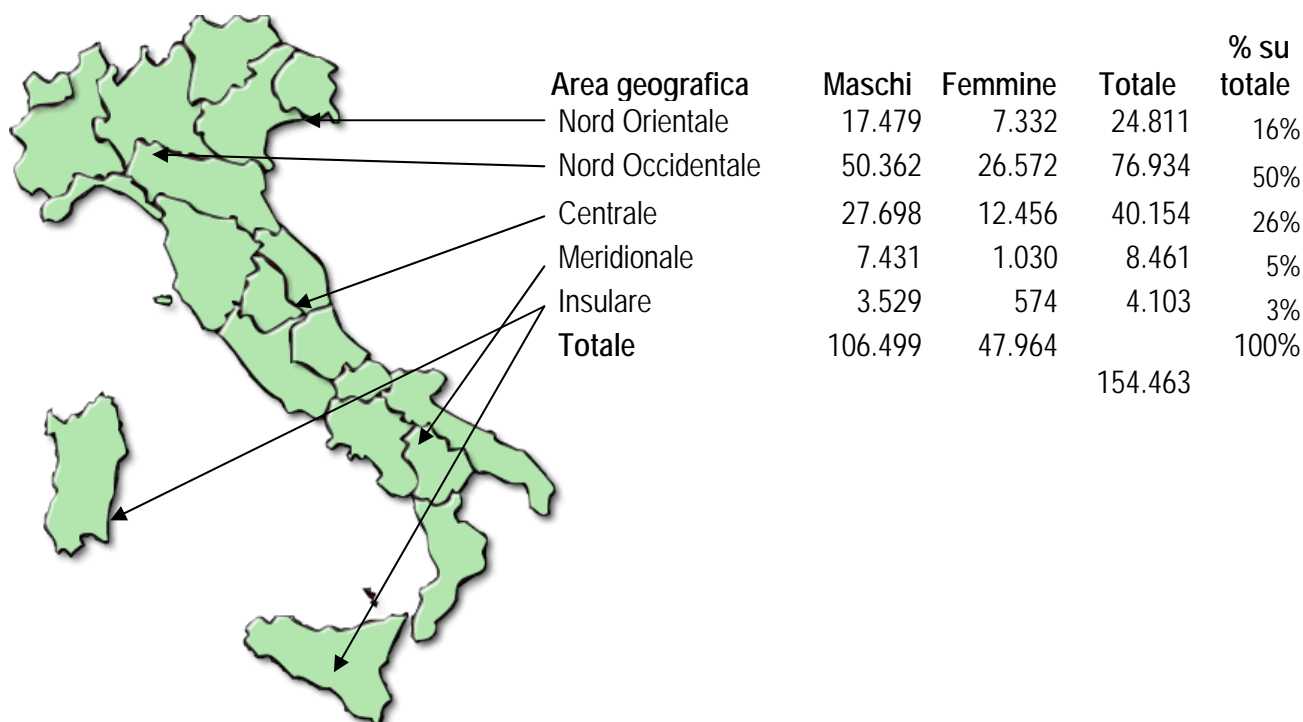 % su
Area geografica Maschi Femmine Totale totale
Nord Orientale 17.479 7.332 24.811 16%
Nord Occidentale 50.362 26.572 76.934 50%
Centrale 27.698 12.456 40.154 26%
Meridionale 7.431 1.030 8.461 5%
Insulare 3.529 574 4.103 3%
Totale 106.499 47.964 100%
154.463